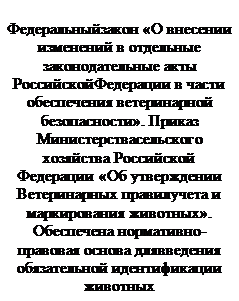 Федеральныйзакон «О внесении
изменений в отдельные
законодательные акты
РоссийскойФедерации в части
обеспечения ветеринарной
безопасности». Приказ
Министерствасельского
хозяйства Российской
Федерации «Об утверждении
Ветеринарных правилучета и
маркирования животных».
Обеспечена нормативно-
правовая основа длявведения
обязательной идентификации
животных